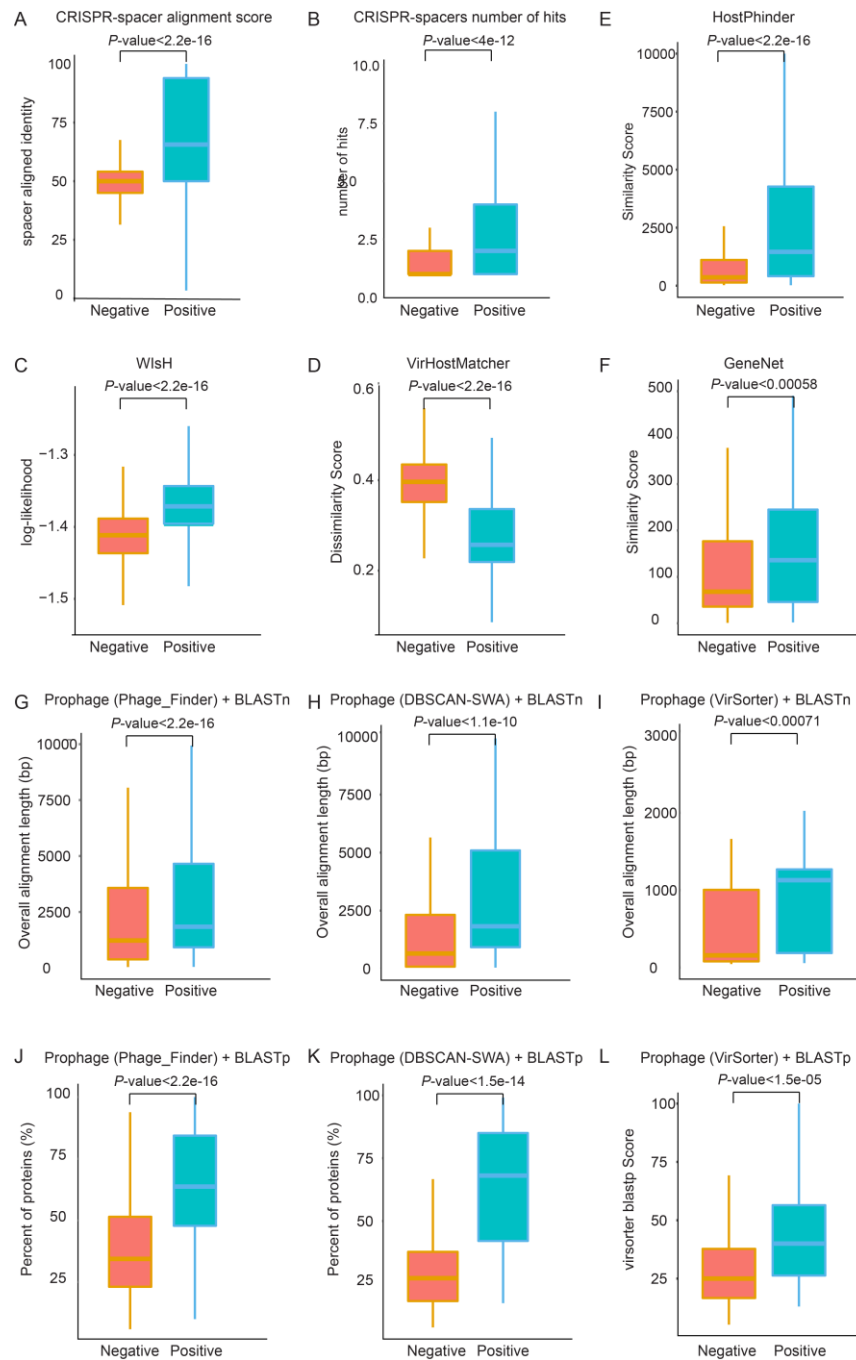 A CRISPR-spacer alignment score
P-value<2.2e-16
spacer aligned identity
100
75
50
25
0
Negative Positive
B CRISPR-spacers number of hits
P-value<4e-12
number of hits
10.0
7.5
5.0
2.5
0.0
Negative Positive
E HostPhinder
P-value<2.2e-16
Similarity Score
10000
7500
5000
2500
0
Negative Positive
C WIsH
P-value<2.2e-16
log-likelihood
−1.3
−1.4
−1.5
Negative Positive
D VirHostMatcher
P-value<2.2e-16
Dissimilarity Score
0.6
0.4
0.2
Negative Positive
F GeneNet
P-value<0.00058
Similarity Score
500
400
300
200
100
0
Negative Positive
G Prophage (Phage_Finder) + BLASTn
P-value<2.2e-16
Overall alignment length (bp)
10000
7500
5000
2500
0
Negative Positive
H Prophage (DBSCAN-SWA) + BLASTn
P-value<1.1e-10
Overall alignment length (bp)
10000
7500
5000
2500
0
Negative Positive
I Prophage (VirSorter) + BLASTn
P-value<0.00071
Overall alignment length (bp)
3000
2000
1000
0
Negative Positive
J Prophage (Phage_Finder) + BLASTp
P-value<2.2e-16
Percent of proteins (%)
100
75
50
25
Negative Positive
K Prophage (DBSCAN-SWA) + BLASTp
P-value<1.5e-14
Percent of proteins (%)
100
75
50
25
Negative Positive
L Prophage (VirSorter) + BLASTp
P-value<1.5e-05
virsorter blastp Score
100
75
50
25
Negative Positive